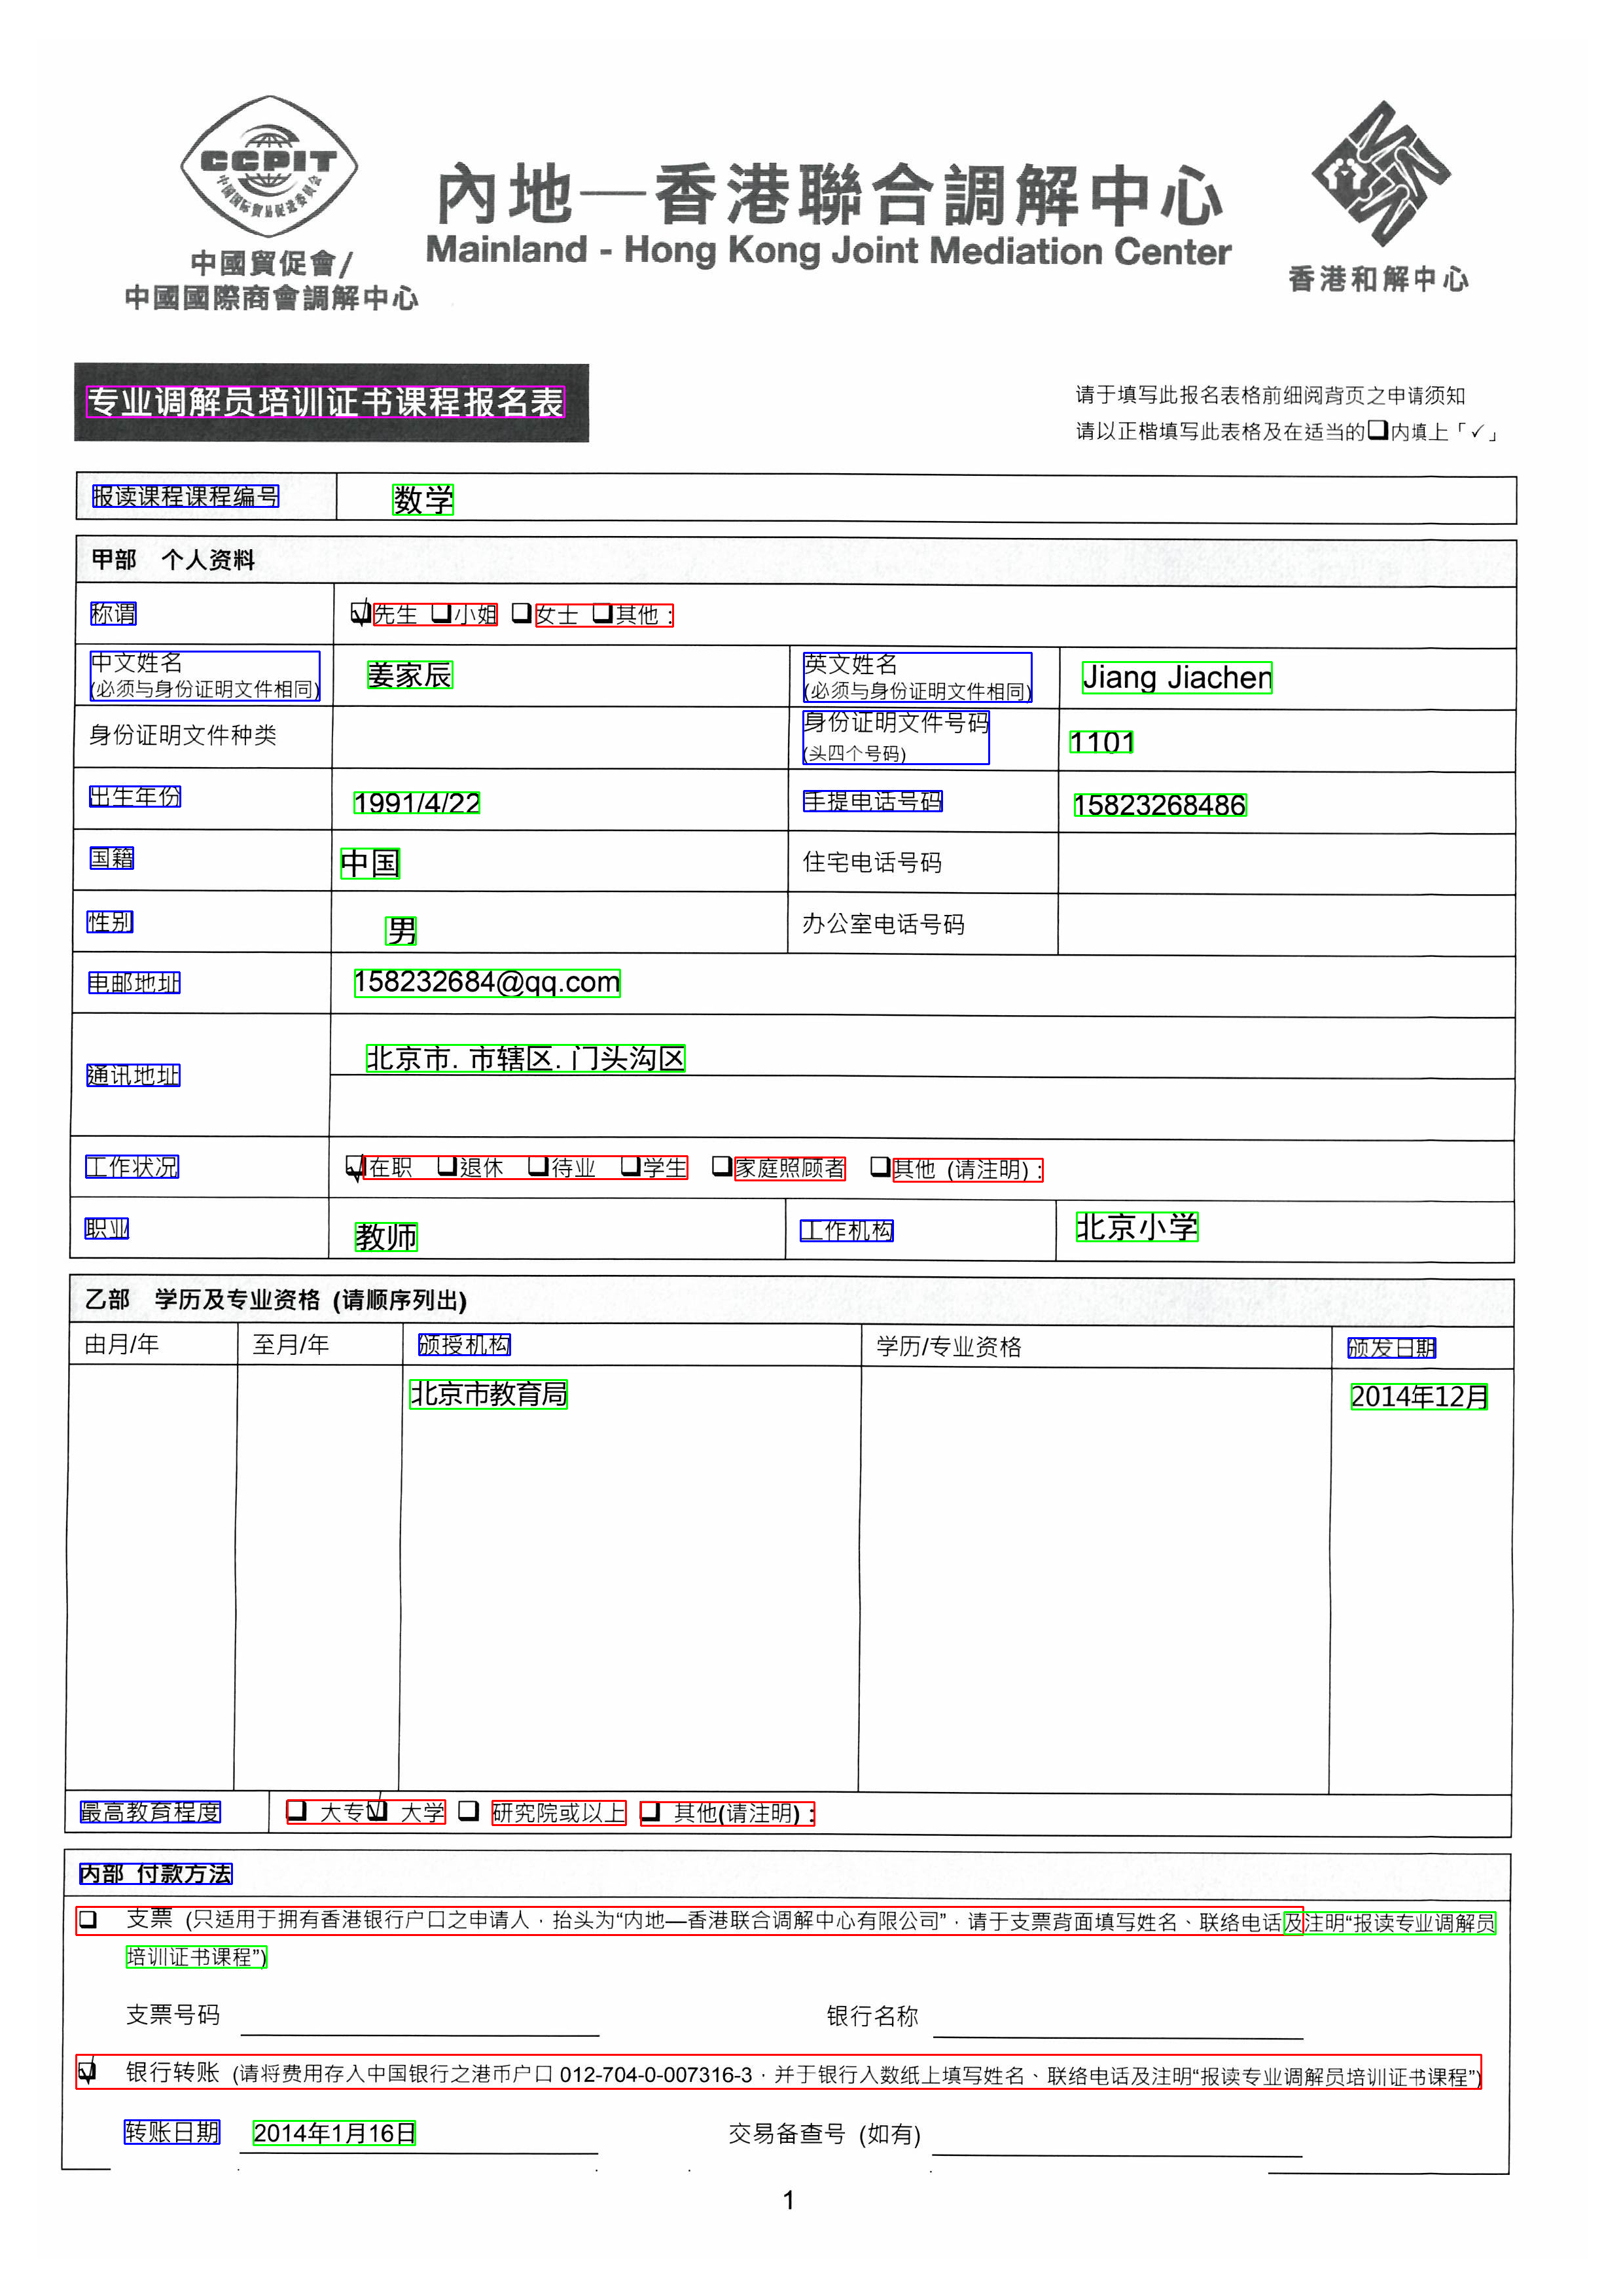 CCPIT
中国国际贸易促进委员会
中國貿促會/
中國國際商會調解中心
內地—香港聯合調解中心
Mainland - Hong Kong Joint Mediation Center
香港和解中心
专业调解员培训证书课程报名表
请于填写此报名表格前细阅背页之申请须知
请以正楷填写此表格及在适当的❑内填上「✓」
报读课程课程编号 数学
甲部 个人资料
称谓 ☑先生 ❑小姐 ❑女士 ❑其他：
中文姓名 (必须与身份证明文件相同) 姜家辰 英文姓名 (必须与身份证明文件相同) Jiang Jiachen
身份证明文件种类 身份证明文件号码 (头四个号码) 1101
出生年份 1991/4/22 手提电话号码 15823268486
国籍 中国 住宅电话号码
性别 男 办公室电话号码
电邮地址 158232684@qq.com
通讯地址 北京市. 市辖区. 门头沟区
工作状况 ☑在职 ❑退休 ❑待业 ❑学生 ❑家庭照顾者 ❑其他 (请注明)：
职业 教师 工作机构 北京小学
乙部 学历及专业资格 (请顺序列出)
由月/年 至月/年 颁授机构 学历/专业资格 颁发日期
北京市教育局 2014年12月
最高教育程度 ❑ 大专 ☑ 大学 ❑ 研究院或以上 ❑ 其他(请注明)：
内部 付款方法
❑ 支票 (只适用于拥有香港银行户口之申请人，抬头为“内地—香港联合调解中心有限公司”，请于支票背面填写姓名、联络电话及注明“报读专业调解员
培训证书课程”)
支票号码 银行名称
☑ 银行转账 (请将费用存入中国银行之港币户口 012-704-0-007316-3，并于银行入数纸上填写姓名、联络电话及注明“报读专业调解员培训证书课程”)
转账日期 2014年1月16日 交易备查号 (如有)
1